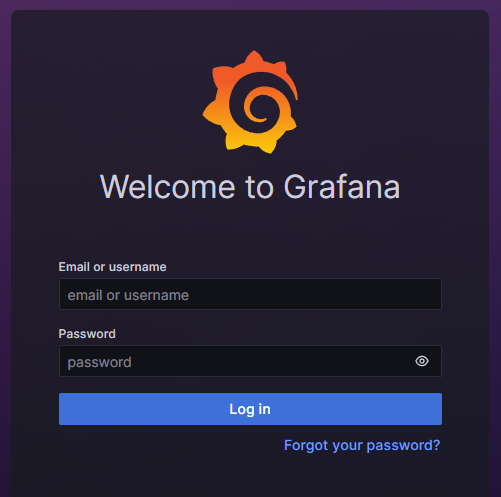 Welcome to Grafana
Email or username
email or username
Password
password
Log in
Forgot your password?